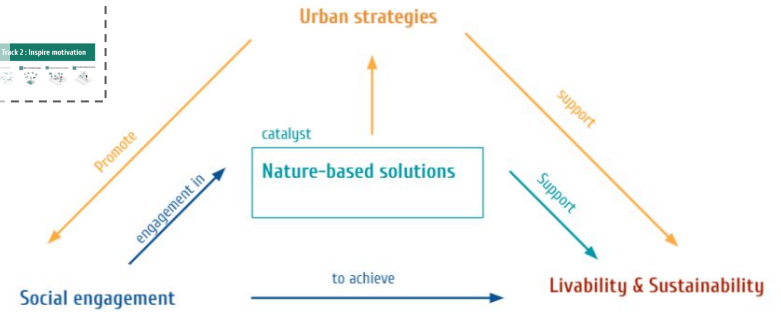 Urban strategies
Track 2 : Inspire motivation
support
catalyst
Promote
Nature-based solutions
engagement in
Support
to achieve
Livability & Sustainability
Social engagement